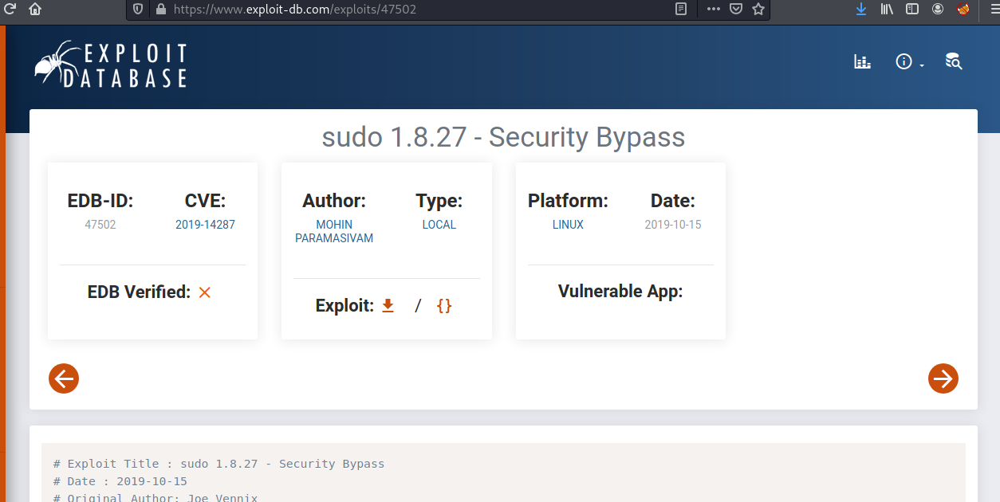 https://www.exploit-db.com/exploits/47502
EXPLOIT
DATABASE
sudo 1.8.27 - Security Bypass
EDB-ID:
47502
CVE:
2019-14287
EDB Verified:
Author:
MOHIN
PARAMASIVAM
Type:
LOCAL
Exploit: / {}
Platform:
LINUX
Date:
2019-10-15
Vulnerable App:
# Exploit Title : sudo 1.8.27 - Security Bypass
# Date : 2019-10-15
# Original Author: Joe Vennix